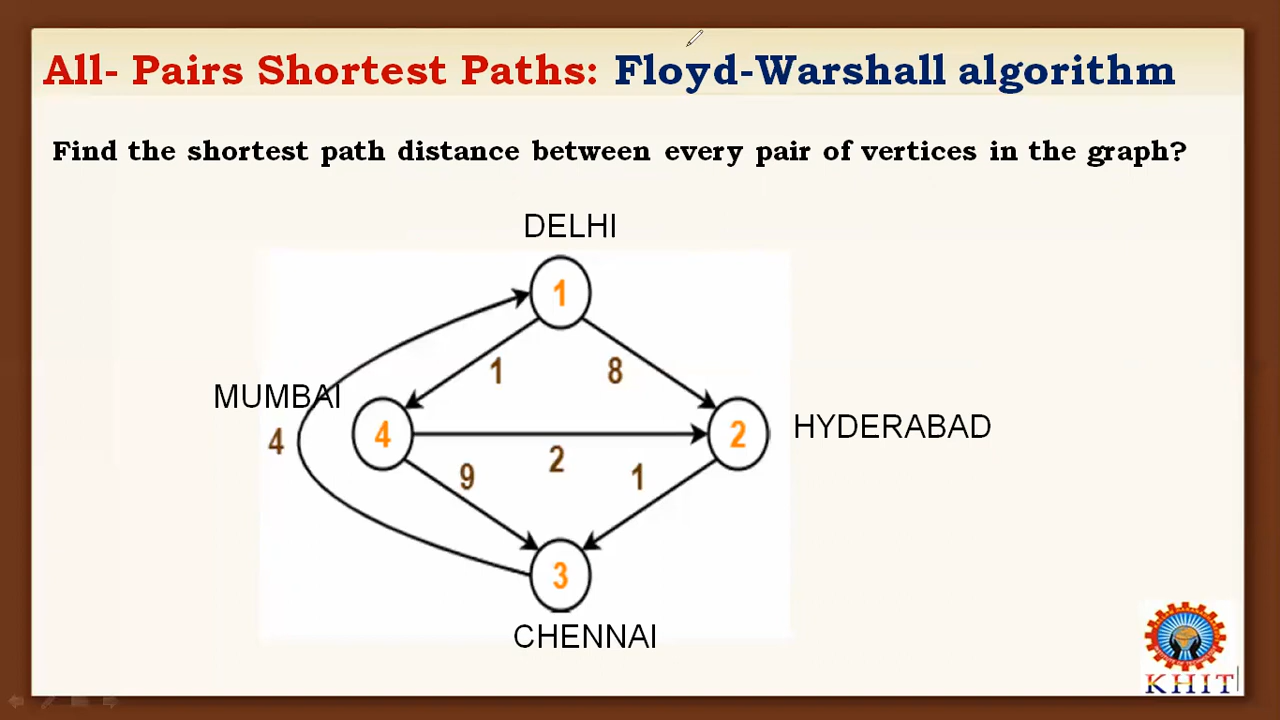 All- Pairs Shortest Paths: Floyd-Warshall algorithm
Find the shortest path distance between every pair of vertices in the graph?
DELHI
1
1
8
MUMBAI
4
4
2
HYDERABAD
2
9
1
3
CHENNAI
KHIT